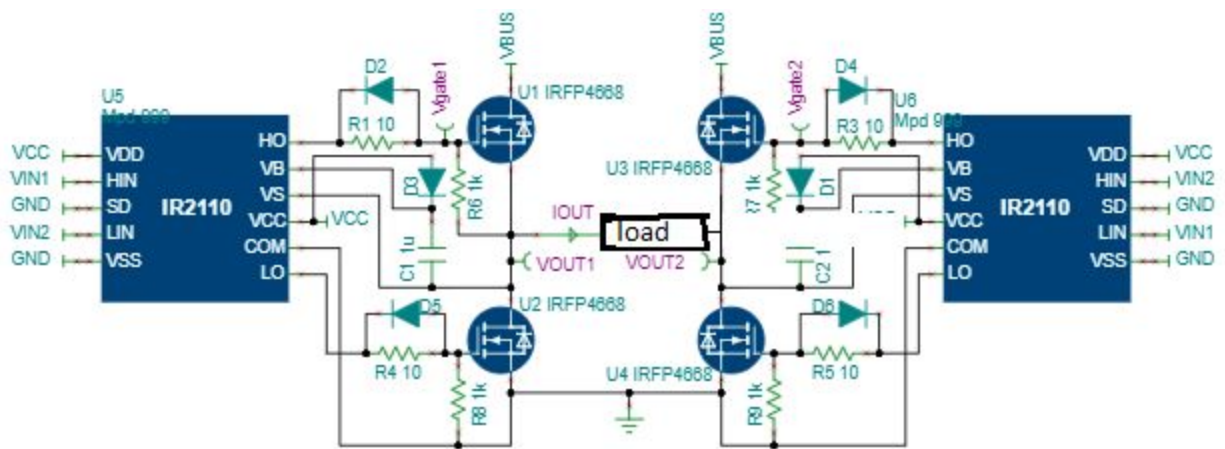 VBUS
VBUS
D2
Vgate1
U1 IRFP4668
Vgate2
D4
U5
Mpd 999
R1 10
U6
R3 10
VCC
VDD
HO
U3 IRFP4668
HO
VDD
VCC
VIN1
HIN
VB
D3
R6 1k
D1
VB
HIN
VIN2
GND
SD
IR2110
VS
IOUT
load
VS
IR2110
SD
GND
VIN2
LIN
VCC
VCC
VCC
LIN
VIN1
GND
VSS
COM
C1 1u
VOUT1
VOUT2
C2 1
COM
VSS
GND
LO
LO
D5
U2 IRFP4668
D6
R4 10
U4 IRFP4668
R5 10
R8 1k
R9 1k